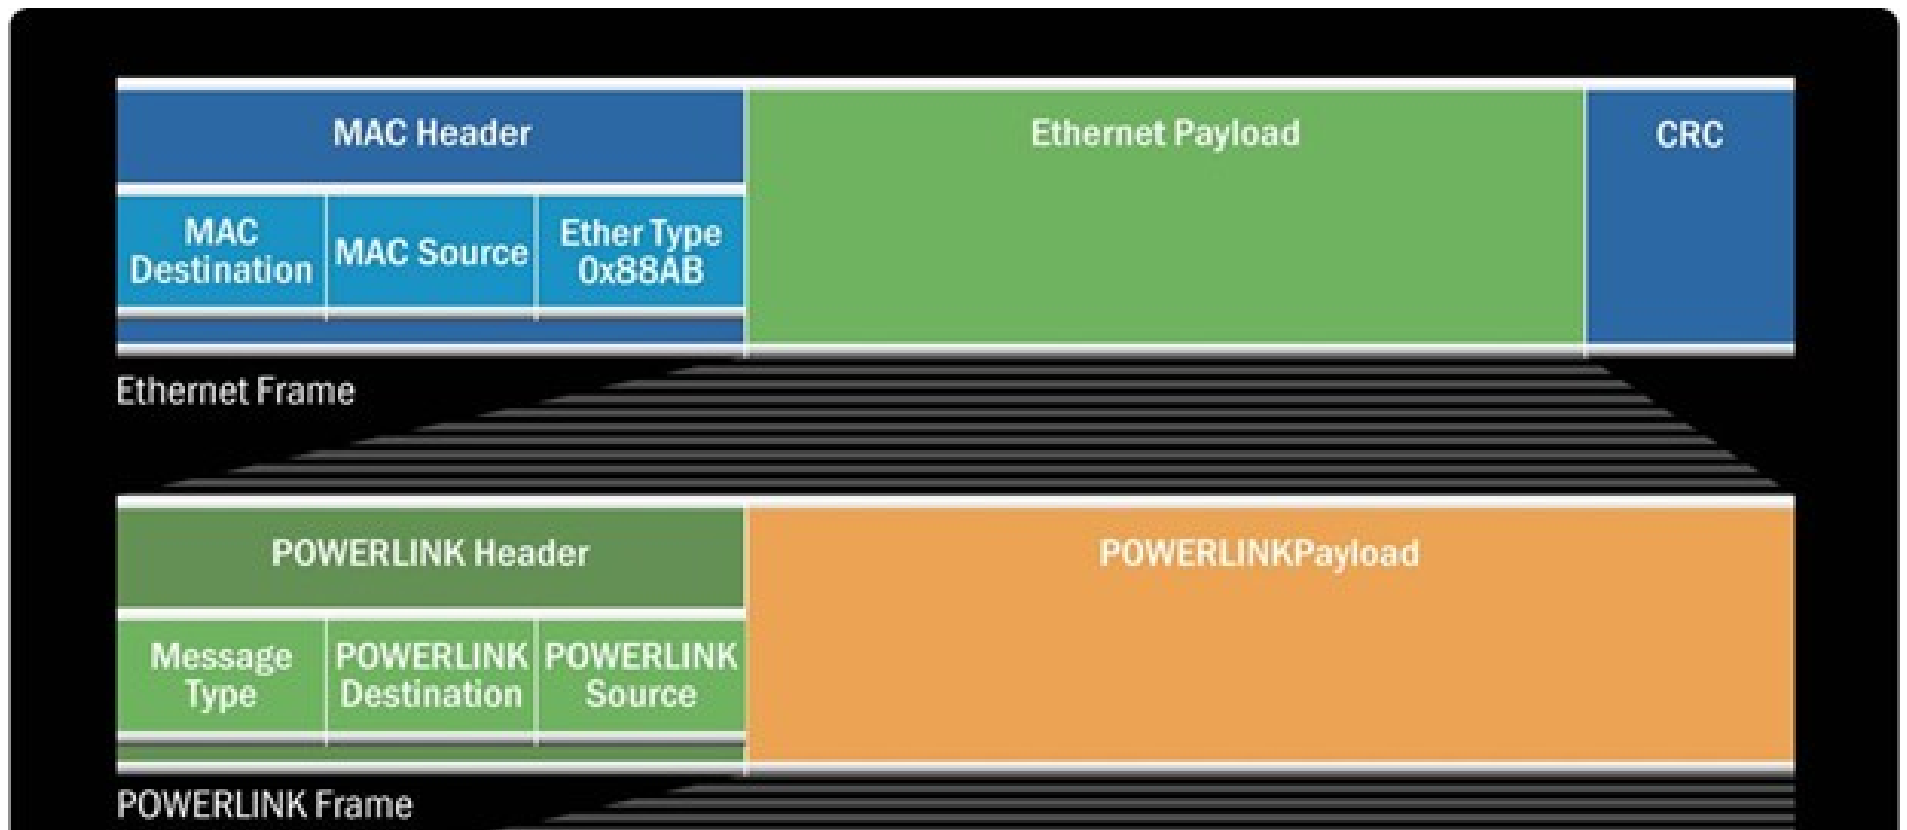 MAC Header
Ethernet Payload
CRC
MAC
Destination
MAC Source
Ether Type
0x88AB
Ethernet Frame
POWERLINK Header
POWERLINKPayload
Message
Type
POWERLINK
Destination
POWERLINK
Source
POWERLINK Frame